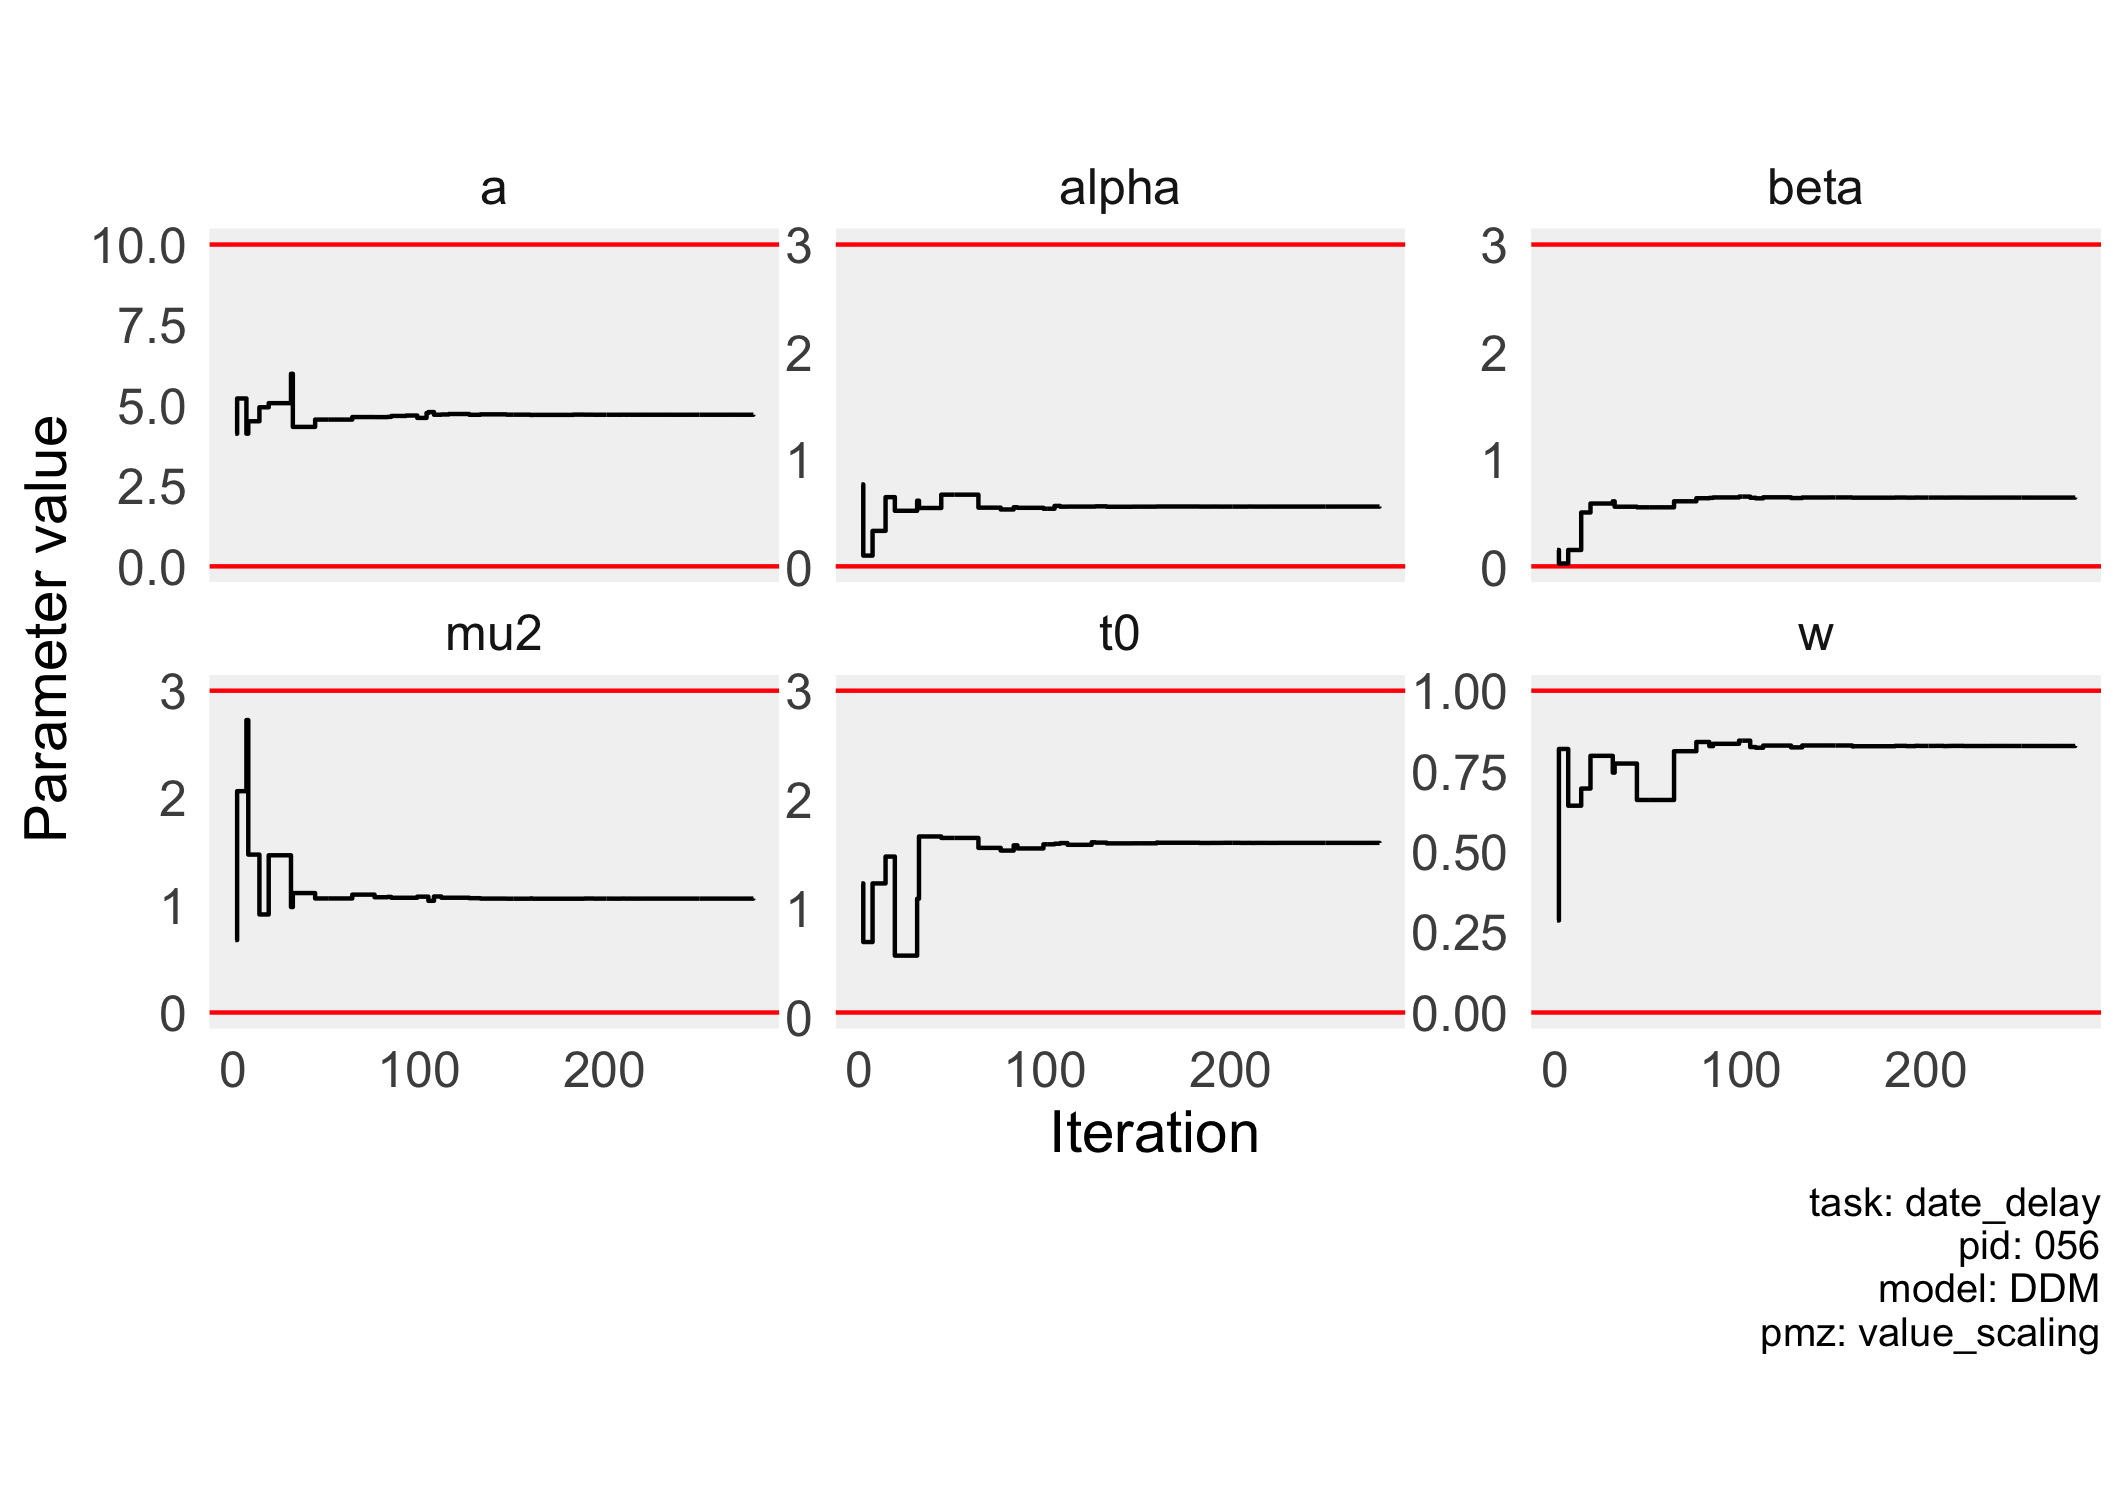 a alpha beta
10.0 3 3
7.5 2 2
5.0 1 1
2.5 0 0
0.0
mu2 t0 w
3 3 1.00
2 2 0.75
1 1 0.50
0 0 0.25
0.00
0 100 200 0 100 200 0 100 200
Parameter value
Iteration
task: date_delay
pid: 056
model: DDM
pmz: value_scaling